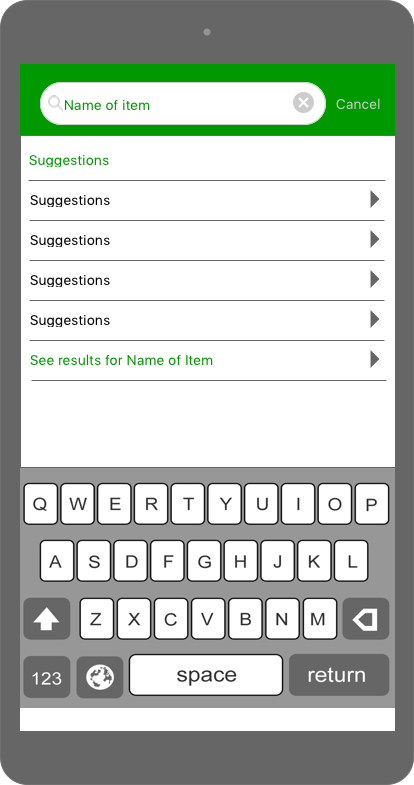 Name of item Cancel
Suggestions
Suggestions
Suggestions
Suggestions
Suggestions
See results for Name of Item
Q W E R T Y U I O P
A S D F G H J K L
Z X C V B N M
123 space return